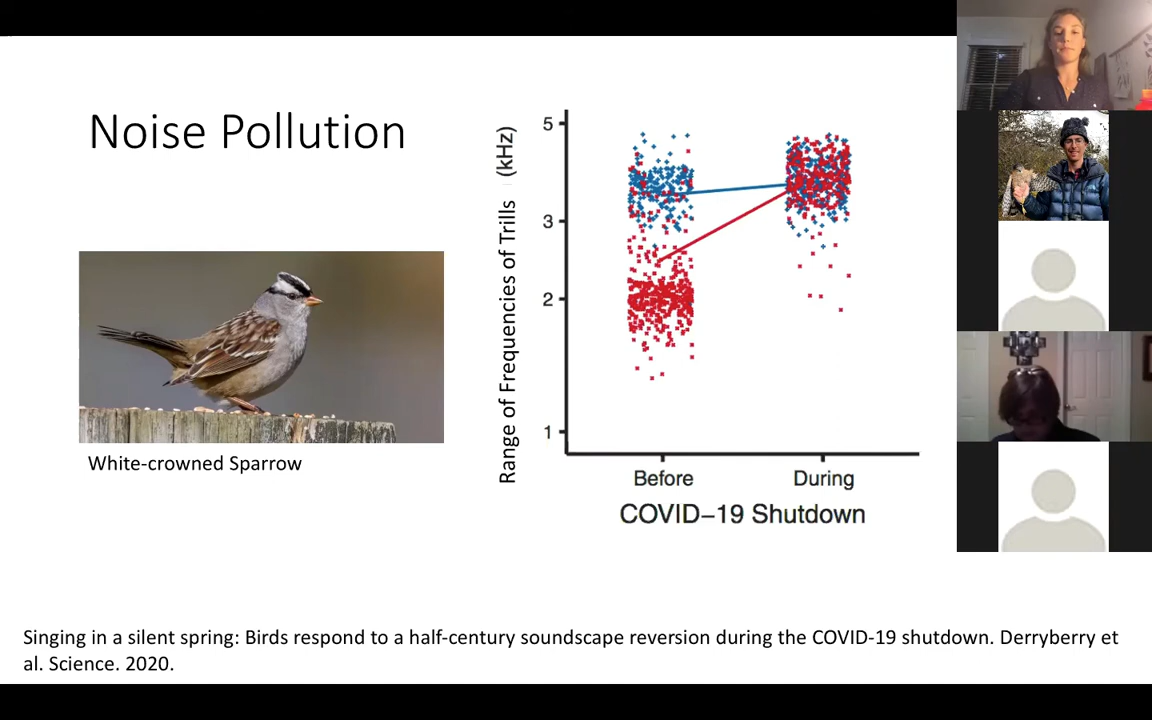 Noise Pollution
White-crowned Sparrow
Range of Frequencies of Trills (kHz)
5
3
2
1
Before
During
COVID–19 Shutdown
Singing in a silent spring: Birds respond to a half-century soundscape reversion during the COVID-19 shutdown. Derryberry et
al. Science. 2020.